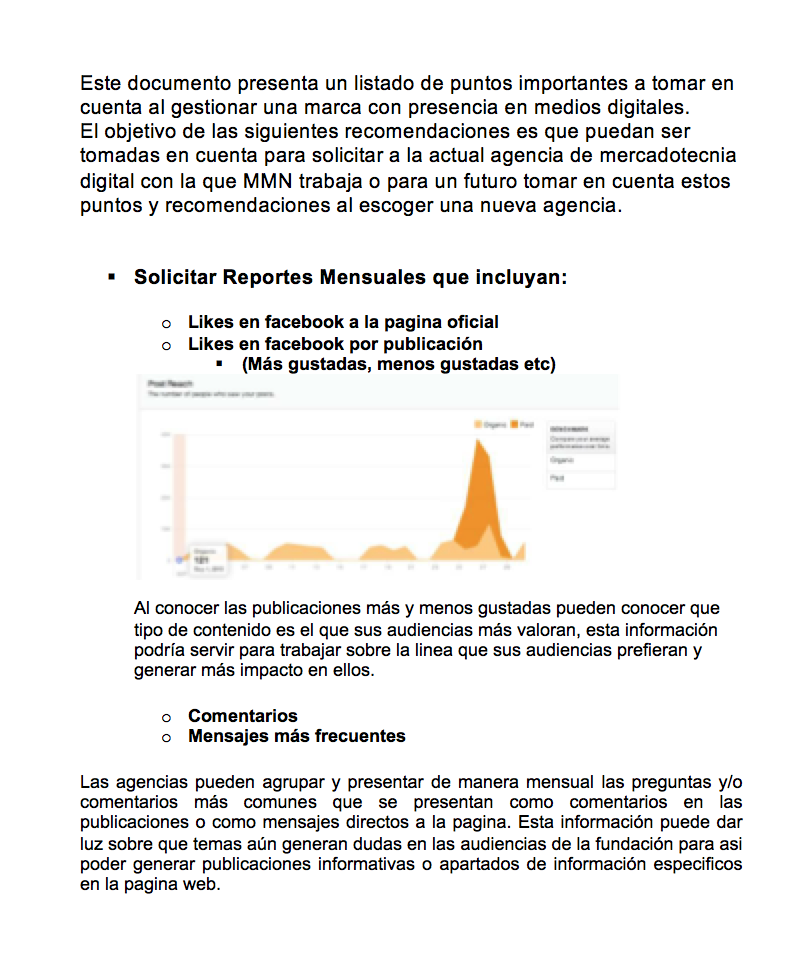 Este documento presenta un listado de puntos importantes a tomar en
cuenta al gestionar una marca con presencia en medios digitales.
El objetivo de las siguientes recomendaciones es que puedan ser
tomadas en cuenta para solicitar a la actual agencia de mercadotecnia
digital con la que MMN trabaja o para un futuro tomar en cuenta estos
puntos y recomendaciones al escoger una nueva agencia.
▪ Solicitar Reportes Mensuales que incluyan:
o Likes en facebook a la pagina oficial
o Likes en facebook por publicación
▪ (Más gustadas, menos gustadas etc)
Post Reach
The number of people who saw your posts.
Organic Paid
BENCHMARK
Compare your average
performance over time.
Organic
Paid
Organic
121
Al conocer las publicaciones más y menos gustadas pueden conocer que
tipo de contenido es el que sus audiencias más valoran, esta información
podría servir para trabajar sobre la linea que sus audiencias prefieran y
generar más impacto en ellos.
o Comentarios
o Mensajes más frecuentes
Las agencias pueden agrupar y presentar de manera mensual las preguntas y/o
comentarios más comunes que se presentan como comentarios en las
publicaciones o como mensajes directos a la pagina. Esta información puede dar
luz sobre que temas aún generan dudas en las audiencias de la fundación para asi
poder generar publicaciones informativas o apartados de información especificos
en la pagina web.